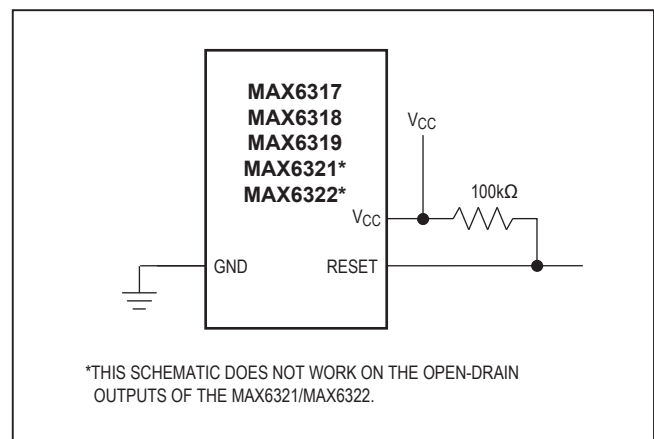 MAX6317
MAX6318
MAX6319
MAX6321*
MAX6322*
VCC
100kΩ
VCC
GND
RESET
*THIS SCHEMATIC DOES NOT WORK ON THE OPEN-DRAIN
OUTPUTS OF THE MAX6321/MAX6322.